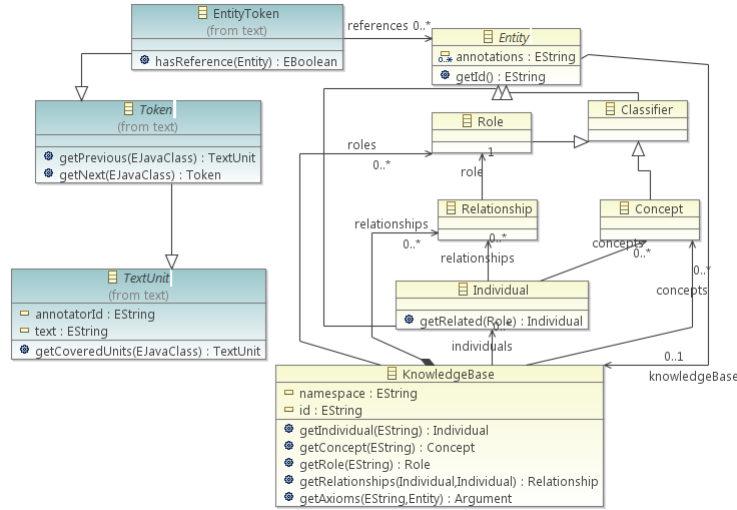 EntityToken
(from text)
hasReference(Entity) : EBoolean
references 0..*
Entity
annotations : EString
0..*
getId() : EString
Token
(from text)
getPrevious(EJavaClass) : TextUnit
getNext(EJavaClass) : Token
Classifier
Role
roles
0..*
1
role
Relationship
relationships
0..*
0..*
relationships
Concept
concepts
0..*
0..*
concepts
TextUnit
(from text)
annotatorId : EString
text : EString
getCoveredUnits(EJavaClass) : TextUnit
Individual
getRelated(Role) : Individual
0..*
individuals
0..1
knowledgeBase
KnowledgeBase
namespace : EString
id : EString
getIndividual(EString) : Individual
getConcept(EString) : Concept
getRole(EString) : Role
getRelationships(Individual,Individual) : Relationship
getAxioms(EString,Entity) : Argument